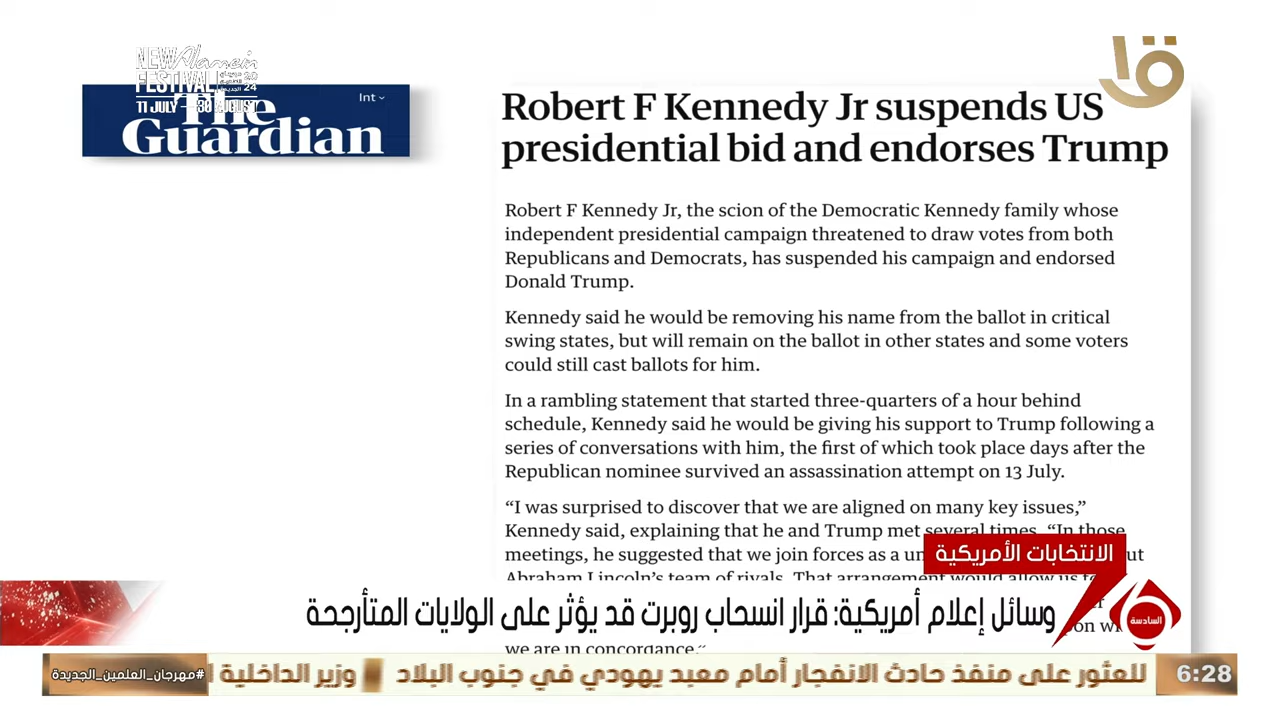 NEW Alamein
FESTIVAL
20
24
11 JULY - 30 AUGUST
The
Guardian
Int
Robert F Kennedy Jr suspends US
presidential bid and endorses Trump
Robert F Kennedy Jr, the scion of the Democratic Kennedy family whose
independent presidential campaign threatened to draw votes from both
Republicans and Democrats, has suspended his campaign and endorsed
Donald Trump.
Kennedy said he would be removing his name from the ballot in critical
swing states, but will remain on the ballot in other states and some voters
could still cast ballots for him.
In a rambling statement that started three-quarters of a hour behind
schedule, Kennedy said he would be giving his support to Trump following a
series of conversations with him, the first of which took place days after the
Republican nominee survived an assassination attempt on 13 July.
“I was surprised to discover that we are aligned on many key issues,”
Kennedy said, explaining that he and Trump met several times. “In those
meetings, he suggested that we join forces as a
Abraham Lincoln’s team of rivals. That arrangement would allow us
we are in concordance.”
الانتخابات الأمريكية
السادسة
وسائل إعلام أمريكية: قرار انسحاب روبرت قد يؤثر على الولايات المتأرجحة
للعثور على منفذ حادث الانفجار أمام معبد يهودي في جنوب البلاد
وزير الداخلية
#مهرجان_العلمين_الجديدة
6:28